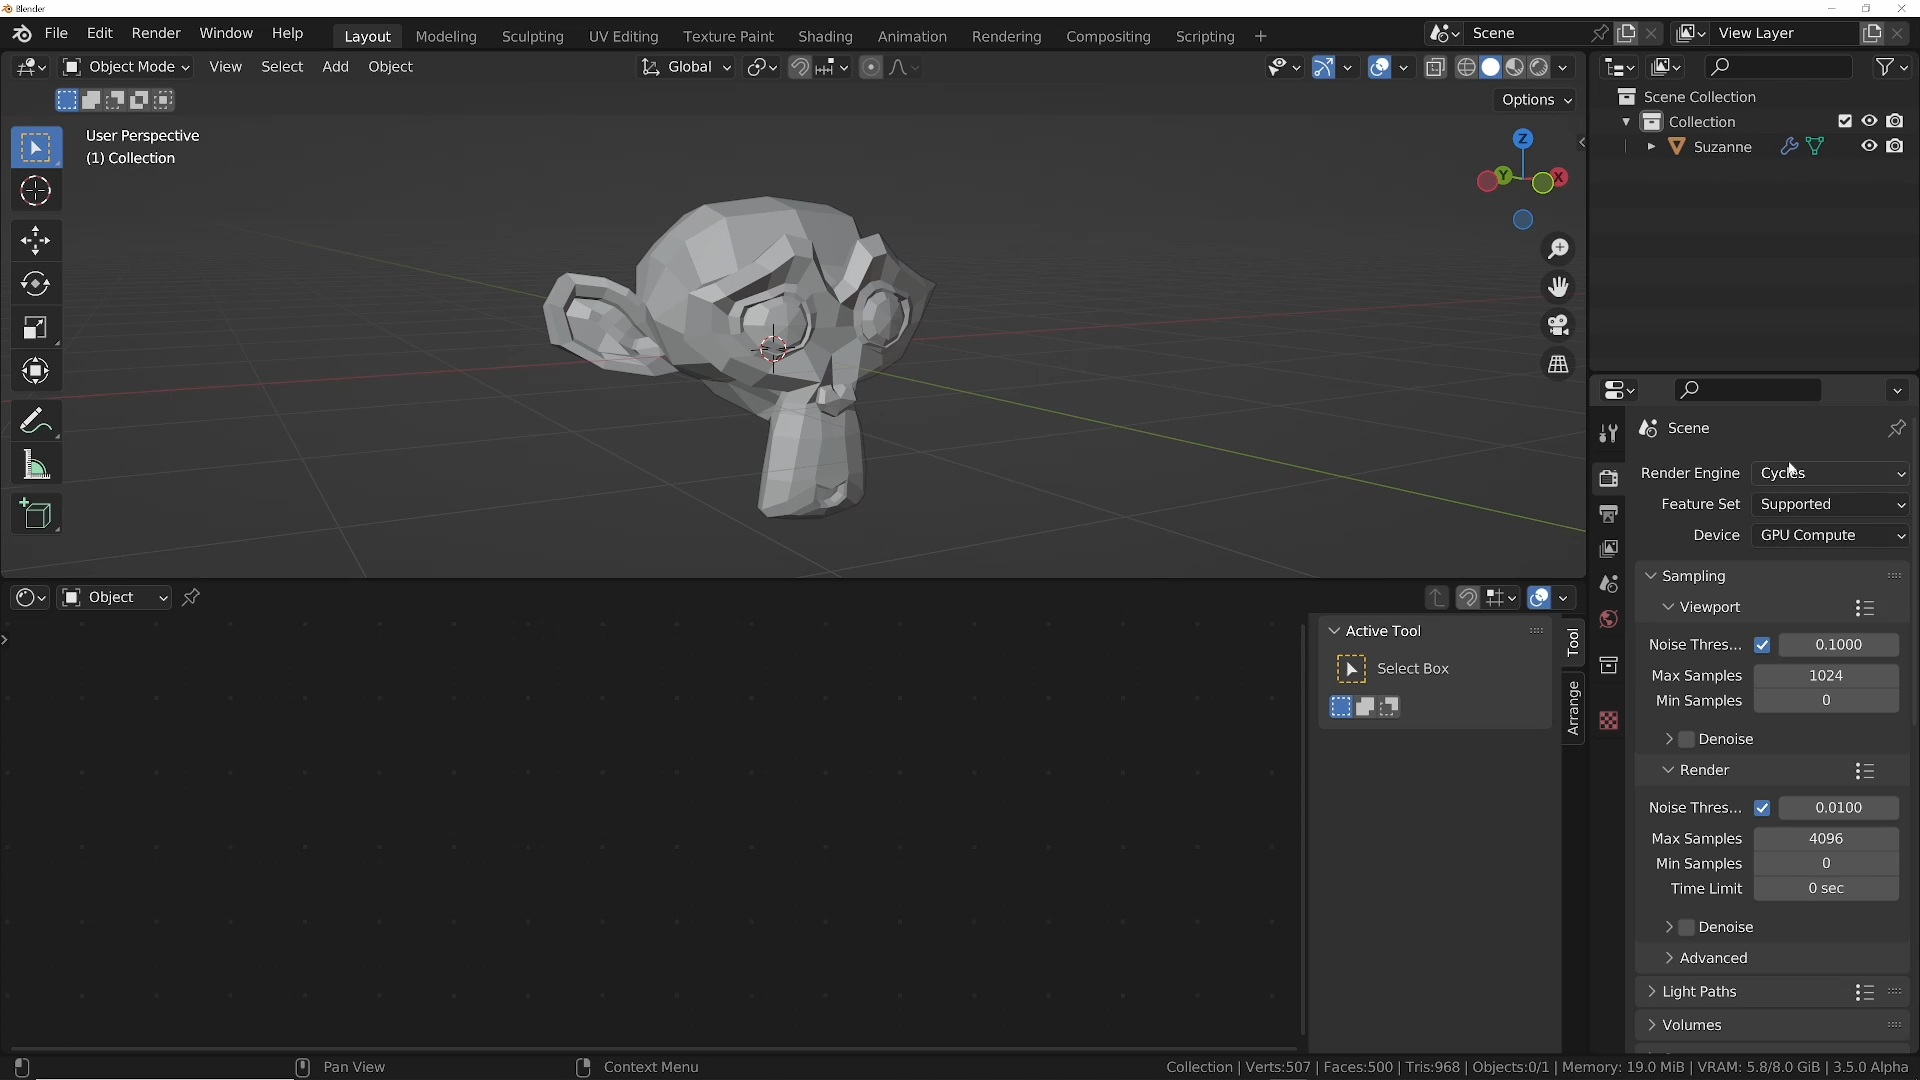 Blender
File Edit Render Window Help Layout Modeling Sculpting UV Editing Texture Paint Shading Animation Rendering Compositing Scripting Scene View Layer
Object Mode View Select Add Object Global
Options
User Perspective
(1) Collection
Z
Y X
Scene Collection
Collection
Suzanne
Scene
Render Engine Cycles
Feature Set Supported
Device GPU Compute
Sampling
Viewport
Noise Thres... 0.1000
Max Samples 1024
Min Samples 0
Denoise
Render
Noise Thres... 0.0100
Max Samples 4096
Min Samples 0
Time Limit 0 sec
Denoise
Advanced
Light Paths
Volumes
Object
Active Tool
Select Box
Tool
Arrange
Pan View Context Menu Collection | Verts:507 | Faces:500 | Tris:968 | Objects:0/1 | Memory: 19.0 MiB | VRAM: 5.8/8.0 GiB | 3.5.0 Alpha